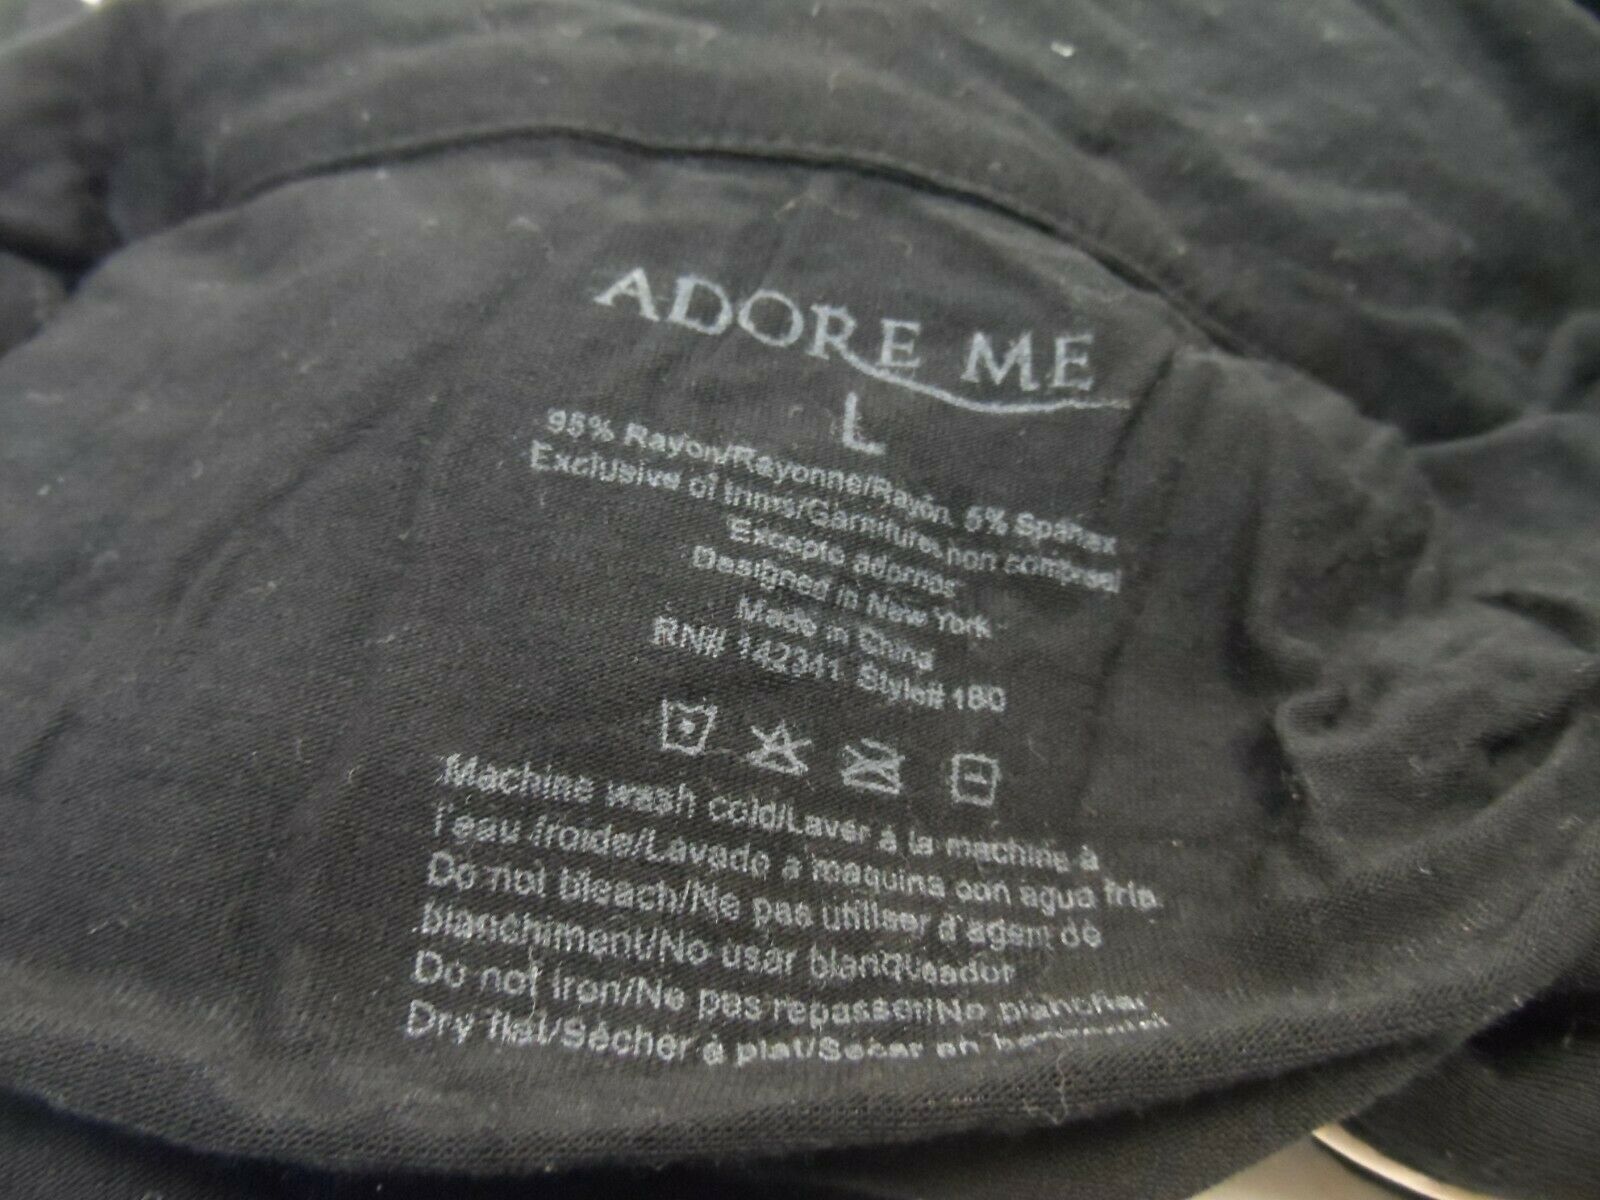 ADORE ME
L
95% Rayon/Rayonne/Rayón, 5% Spandex
Exclusive of trims/Garnitures non comprises/
Excepto adornos
Designed in New York
Made in China
RN# 142341 Style# 180
Machine wash cold/Laver à la machine à
l'eau froide/Lavado a maquina con agua fria
Do not bleach/Ne pas utiliser d'agent de
blanchiment/No usar blanqueador
Do not Iron/Ne pas repasser/No planchar
Dry flat/Sécher à plat/Secar en horizontal